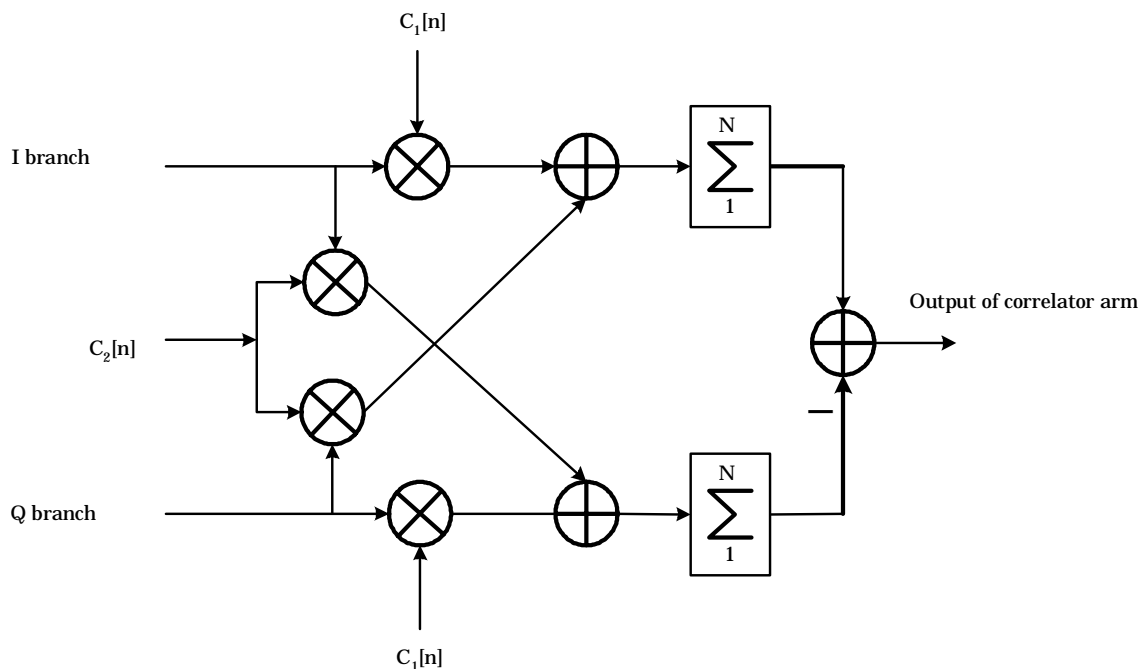 C₁[n]
I branch
N
∑
1
Output of correlator arm
C₂[n]
Q branch
N
∑
1
C₁[n]